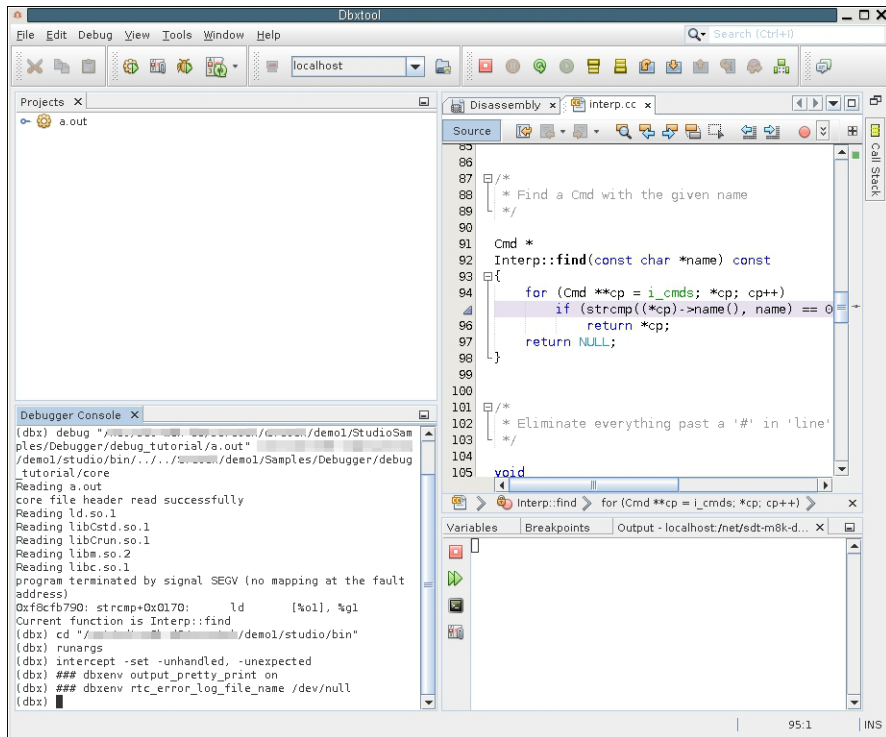 Dbxtool
File Edit Debug View Tools Window Help
Search (Ctrl+I)
localhost
Projects
a.out
Disassembly
interp.cc
Source
Call Stack
85
86
87 /*
88 * Find a Cmd with the given name
89 */
90
91 Cmd *
92 Interp::find(const char *name) const
93 {
94 for (Cmd **cp = i_cmds; *cp; cp++)
if (strcmp((*cp)->name(), name) == 0
96 return *cp;
97 return NULL;
98 }
99
100
101 /*
102 * Eliminate everything past a '#' in 'line'
103 */
104
105 void
Interp::find for (Cmd **cp = i_cmds; *cp; cp++)
Debugger Console
(dbx) debug "/ /demo1/StudioSam
ples/Debugger/debug_tutorial/a.out"
/demo1/studio/bin/../../ /demo1/Samples/Debugger/debug
_tutorial/core
Reading a.out
core file header read successfully
Reading ld.so.1
Reading libCstd.so.1
Reading libCrun.so.1
Reading libm.so.2
Reading libc.so.1
program terminated by signal SEGV (no mapping at the fault
address)
0xf8cfb790: strcmp+0x0170: ld [%o1], %g1
Current function is Interp::find
(dbx) cd "/ /demo1/studio/bin"
(dbx) runargs
(dbx) intercept -set -unhandled, -unexpected
(dbx) ### dbxenv output_pretty_print on
(dbx) ### dbxenv rtc_error_log_file_name /dev/null
(dbx)
Variables Breakpoints Output - localhost:/net/sdt-m8k-d...
95:1 INS